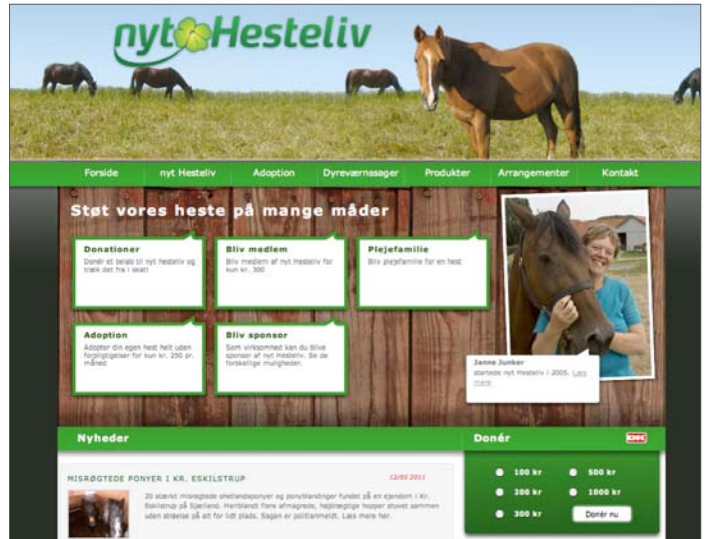 nyt Hesteliv
Forside nyt Hesteliv Adoption Dyreværnssager Produkter Arrangementer Kontakt
Støt vores heste på mange måder
Donationer
Donér et beløb til nyt hesteliv og
træk det fra i skat!
Bliv medlem
Bliv medlem af nyt Hesteliv for
kun kr. 300
Plejefamilie
Bliv plejefamilie for en hest
Adoption
Adopter din egen hest helt uden
forpligtigelser for kun kr. 250 pr.
måned
Bliv sponsor
Som virksomhed kan du blive
sponsor af nyt Hesteliv. Se de
forskellige muligheder.
Janne Junker
startede nyt Hesteliv i 2005. Læs
mere
Nyheder
MISRØGTEDE PONYER I KR. ESKILSTRUP 12/05 2011
20 stærkt misrøgtede shetlandsponyer og ponyblandinger fundet på en ejendom i Kr.
Eskilstrup på Sjælland. Heriblandt flere afmagrede, højdrægtige hopper stuvet sammen
uden strøelse på alt for lidt plads. Sagen er politianmeldt. Læs mere her.
Donér
100 kr 500 kr
200 kr 1000 kr
300 kr Donér nu